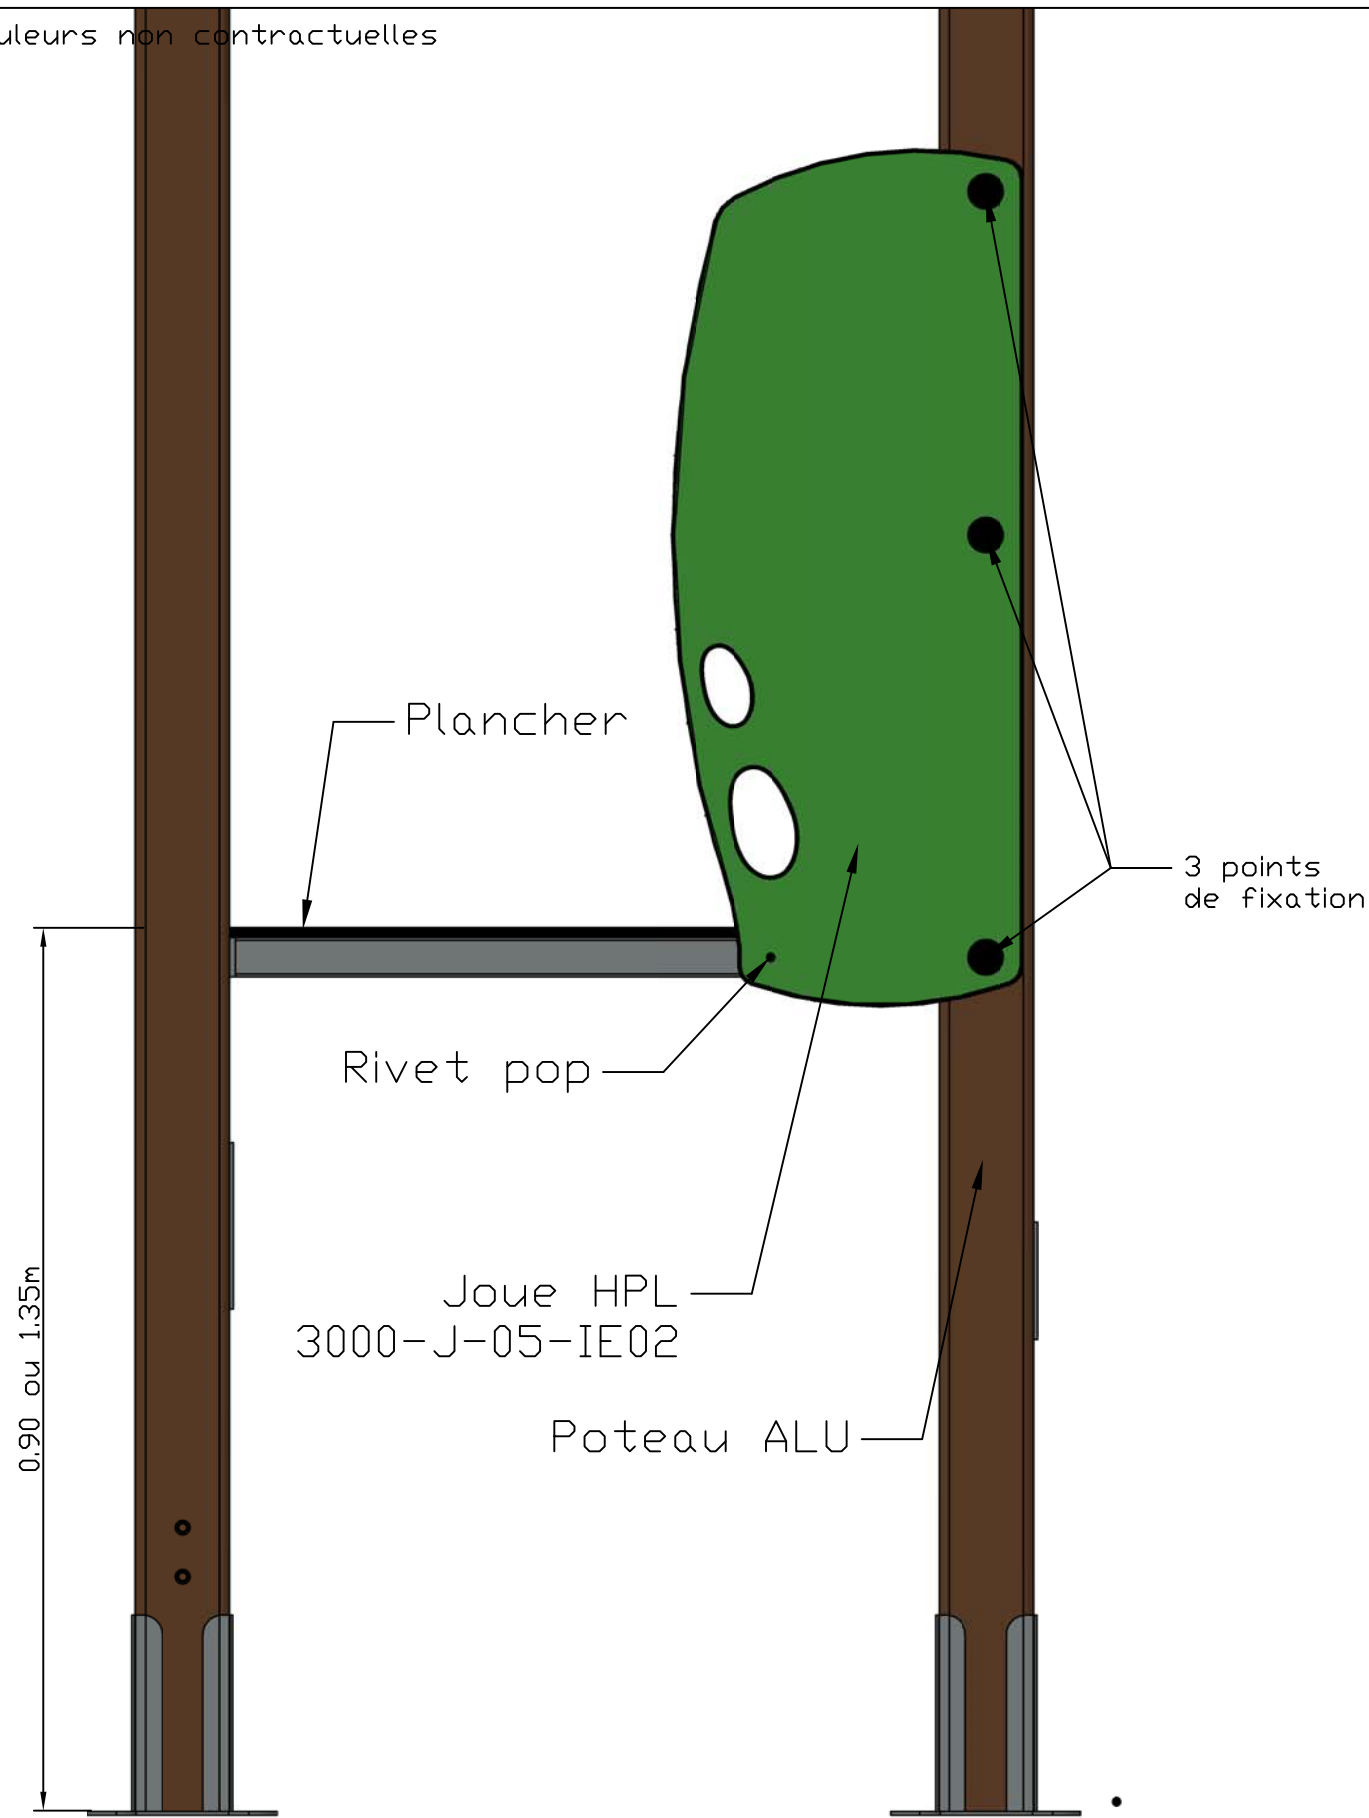 uleurs non contractuelles
Plancher
3 points
de fixation
Rivet pop
Joue HPL
3000-J-05-IE02
0.90 ou 1.35m
Poteau ALU